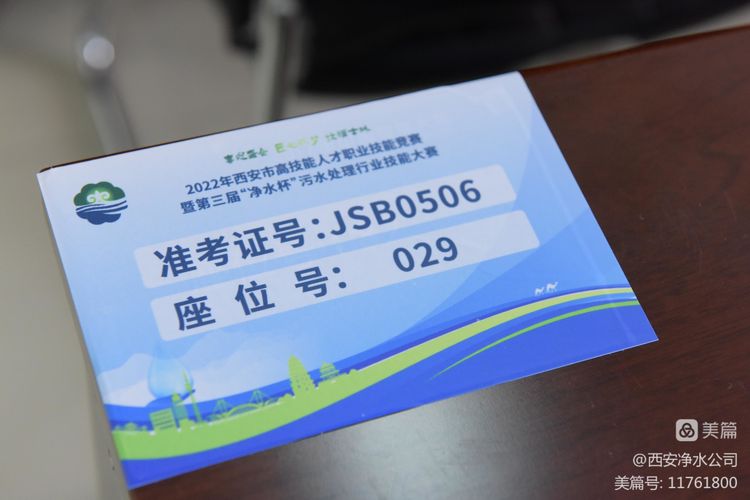 2022年西安市高技能人才职业技能竞赛
暨第三届“净水杯”污水处理行业技能大赛
准考证号：JSB0506
座位号：029
美篇
@西安净水公司
美篇号: 11761800